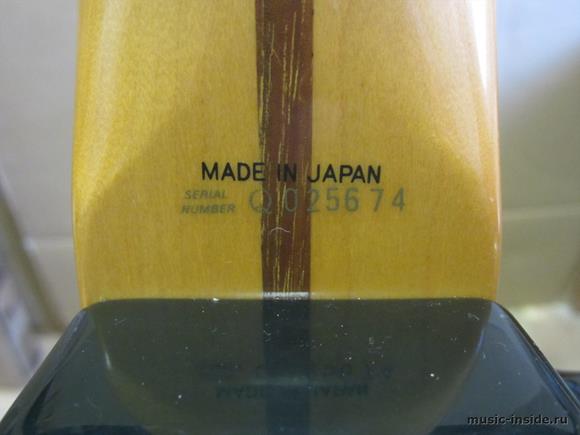 MADE IN JAPAN
SERIAL
NUMBER Q025674
music-inside.ru